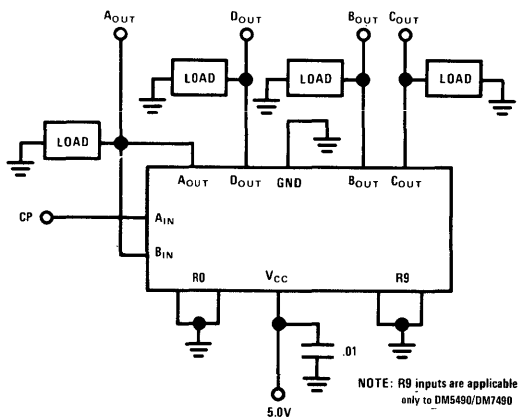 AOUT DOUT BOUT COUT
LOAD LOAD LOAD
LOAD
AOUT DOUT GND BOUT COUT
CP AIN
BIN
R0 VCC R9
.01
NOTE: R9 inputs are applicable
only to DM5490/DM7490
5.0V